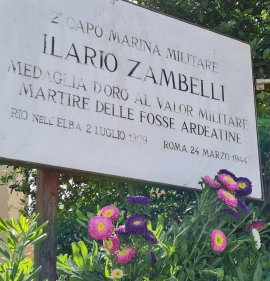 2° CAPO MARINA MILITARE
ILARIO ZAMBELLI
MEDAGLIA D'ORO AL VALOR MILITARE
MARTIRE DELLE FOSSE ARDEATINE
RIO NELL'ELBA 2 LUGLIO 1909 ROMA 24 MARZO 1944